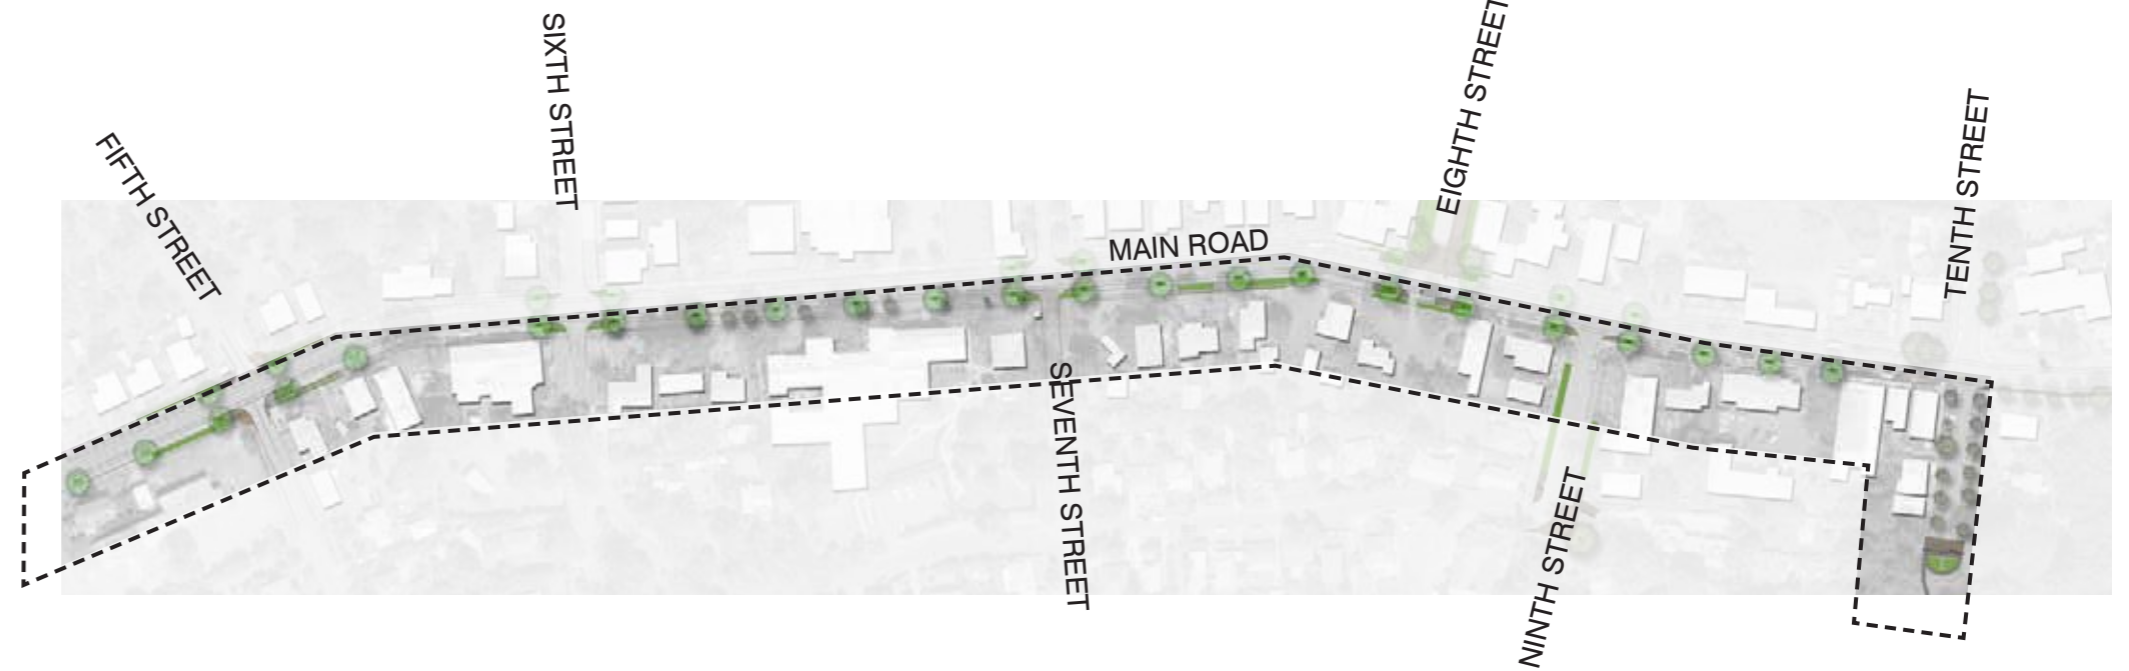 FIFTH STREET
SIXTH STREET
MAIN ROAD
SEVENTH STREET
EIGHTH STREET
NINTH STREET
TENTH STREET